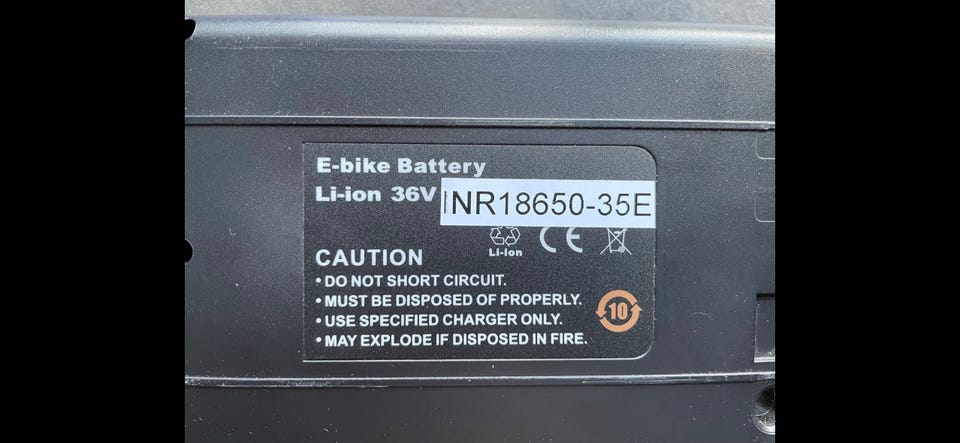 E-bike Battery
Li-ion 36V
INR18650-35E
Li-ion
CE
CAUTION
• DO NOT SHORT CIRCUIT.
• MUST BE DISPOSED OF PROPERLY.
• USE SPECIFIED CHARGER ONLY.
• MAY EXPLODE IF DISPOSED IN FIRE.
10